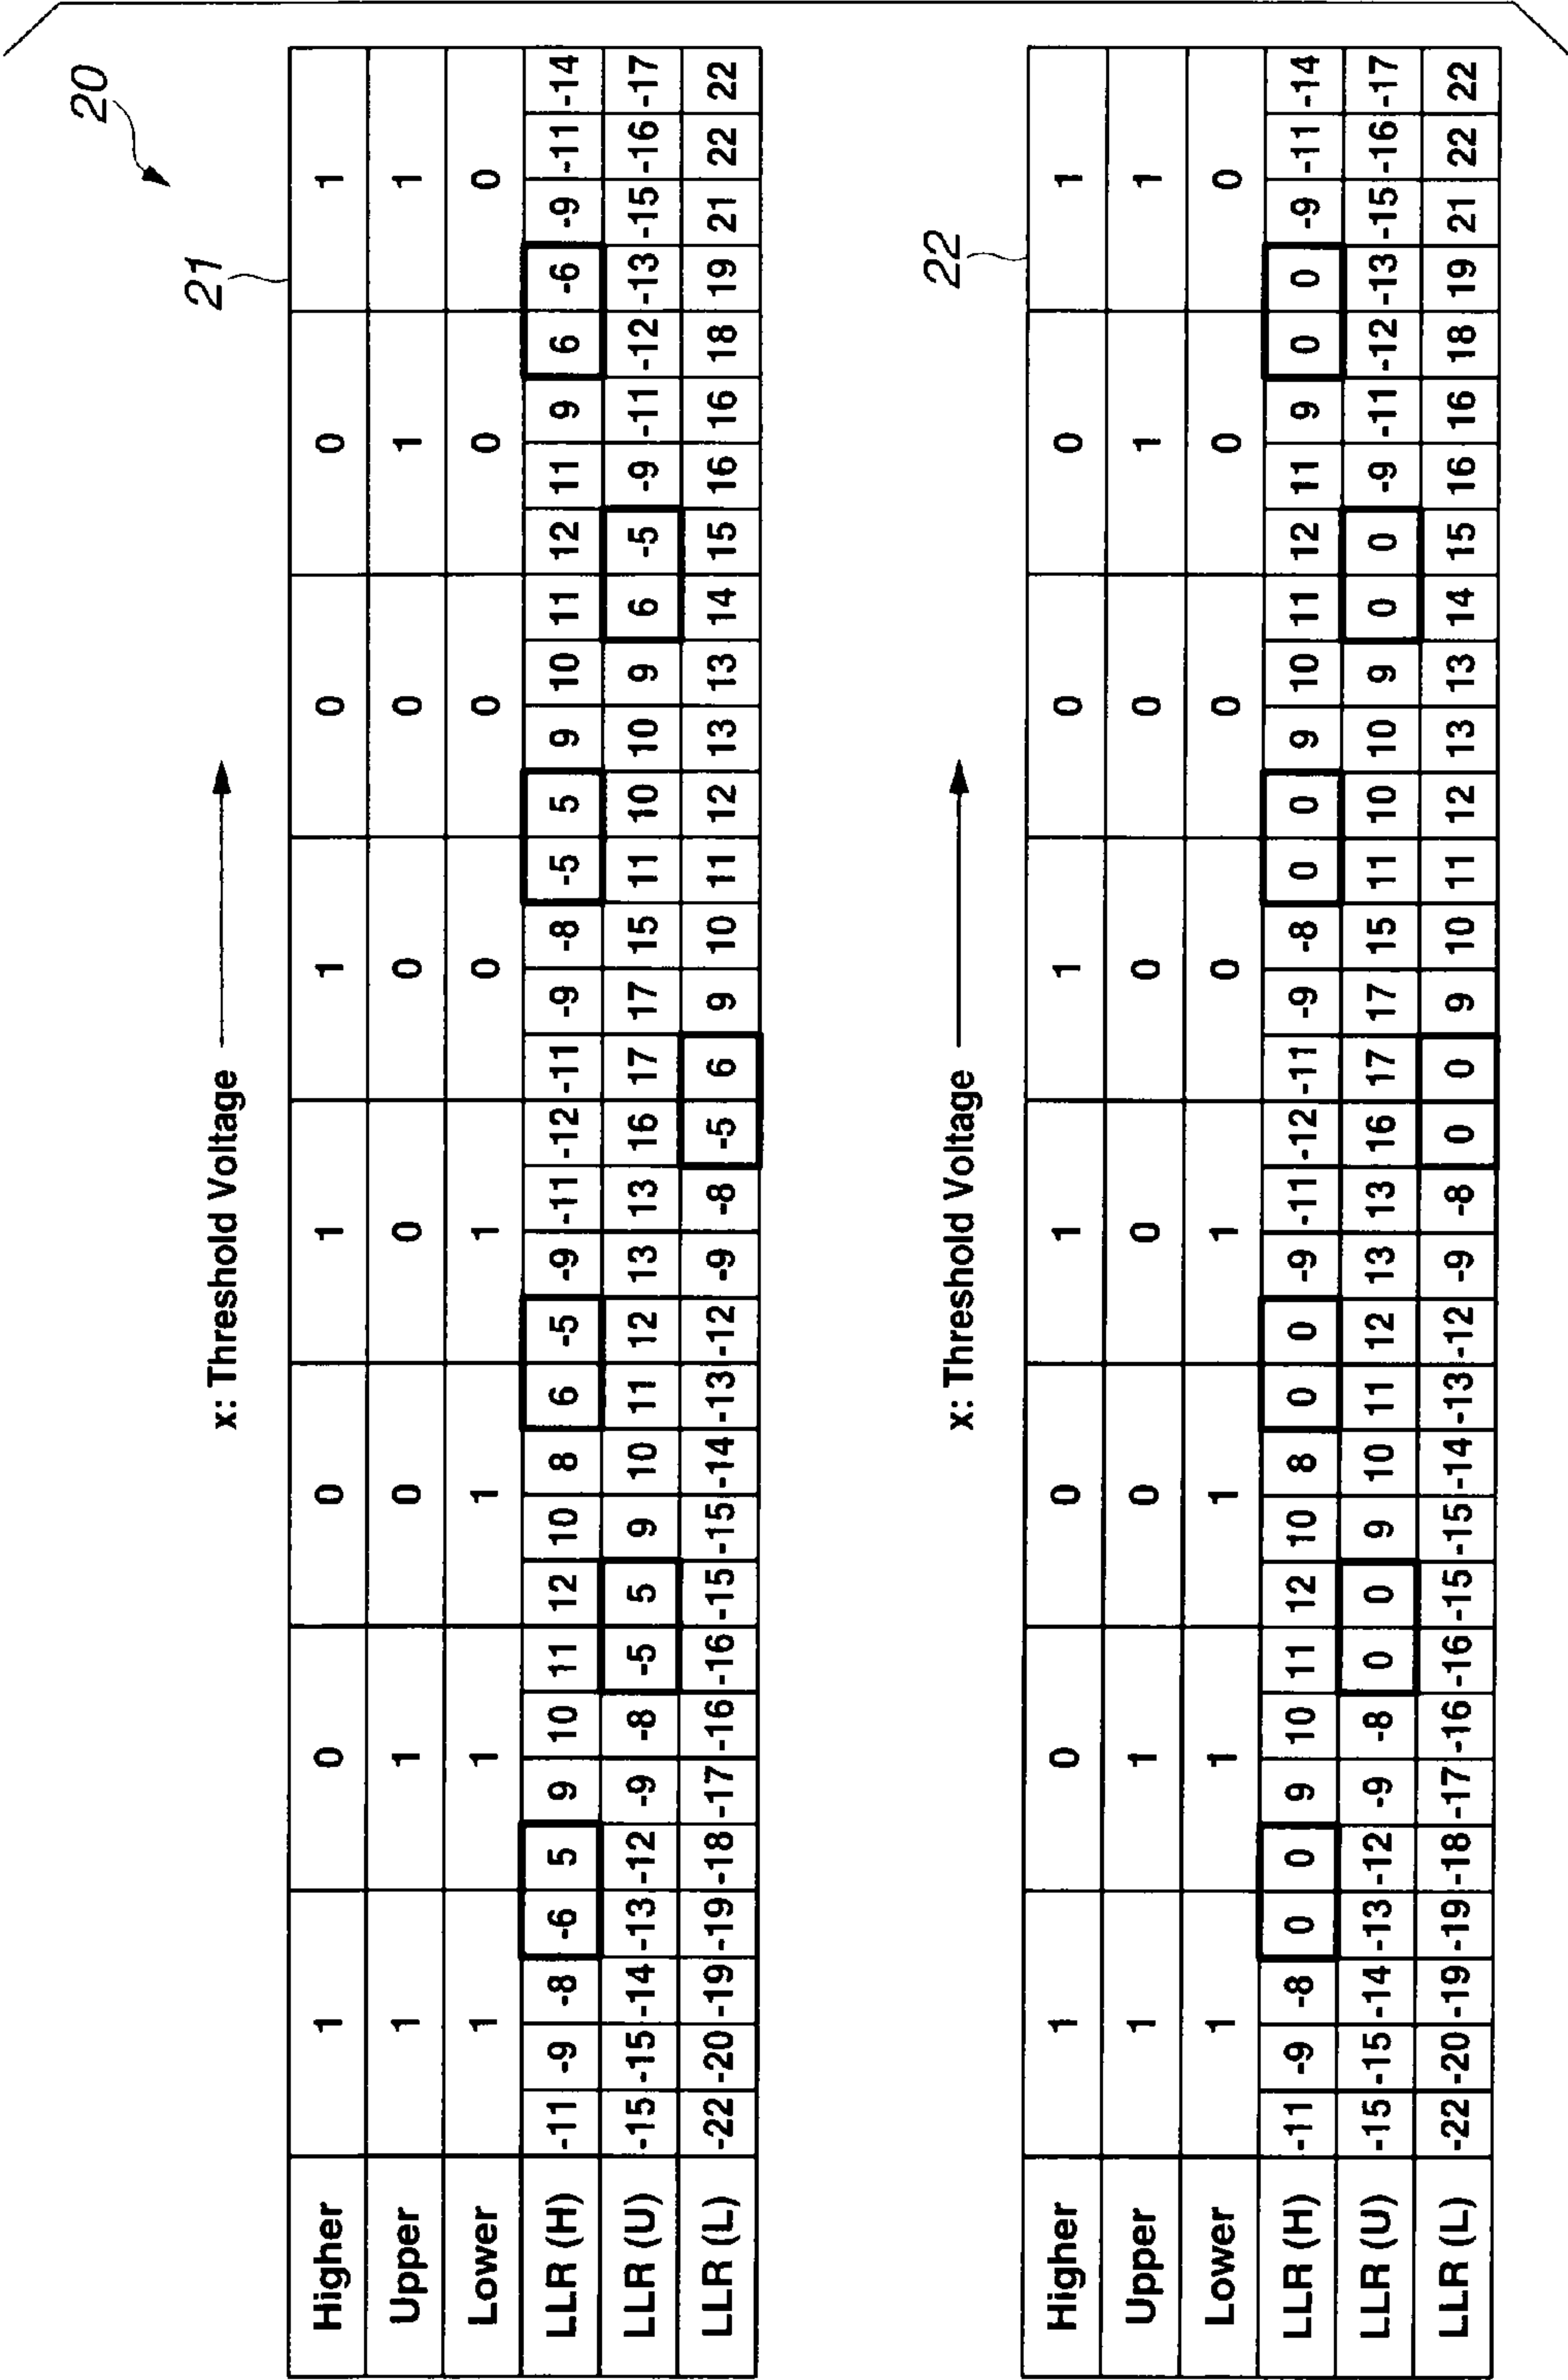 20
x: Threshold Voltage
21
Higher 1 0 0 1 1 0 0 1
Upper 1 1 0 0 0 0 1 1
Lower 1 1 1 1 0 0 0 0
LLR (H) -11 -9 -8 -6 5 9 10 11 12 10 8 6 -5 -9 -11 -12 -11 -9 -8 -5 5 9 10 11 12 11 9 6 -6 -9 -11 -14
LLR (U) -15 -15 -14 -13 -12 -9 -8 -5 5 9 10 11 12 13 13 16 17 17 15 11 10 10 9 6 -5 -9 -11 -12 -13 -15 -16 -17
LLR (L) -22 -20 -19 -19 -18 -17 -16 -16 -15 -15 -14 -13 -12 -9 -8 -5 6 9 10 11 12 13 13 14 15 16 16 18 19 21 22 22
x: Threshold Voltage
22
Higher 1 0 0 1 1 0 0 1
Upper 1 1 0 0 0 0 1 1
Lower 1 1 1 1 0 0 0 0
LLR (H) -11 -9 -8 0 0 9 10 11 12 10 8 0 0 -9 -11 -12 -11 -9 -8 0 0 9 10 11 12 11 9 0 0 -9 -11 -14
LLR (U) -15 -15 -14 -13 -12 -9 -8 0 0 9 10 11 12 13 13 16 17 17 15 11 10 10 9 0 0 -9 -11 -12 -13 -15 -16 -17
LLR (L) -22 -20 -19 -19 -18 -17 -16 -16 -15 -15 -14 -13 -12 -9 -8 0 0 9 10 11 12 13 13 14 15 16 16 18 19 21 22 22